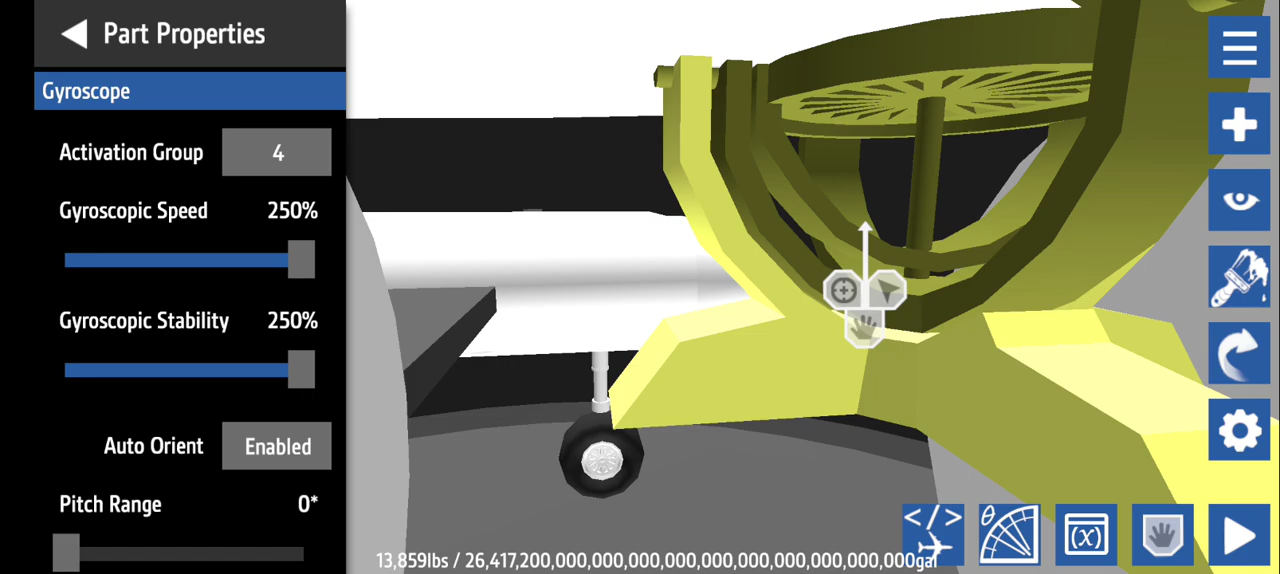 Part Properties
Gyroscope
Activation Group 4
Gyroscopic Speed 250%
Gyroscopic Stability 250%
Auto Orient Enabled
Pitch Range 0°
</> θ (x)
13,859lbs / 26,417,200,000,000,000,000,000,000,000,000,000,000gal